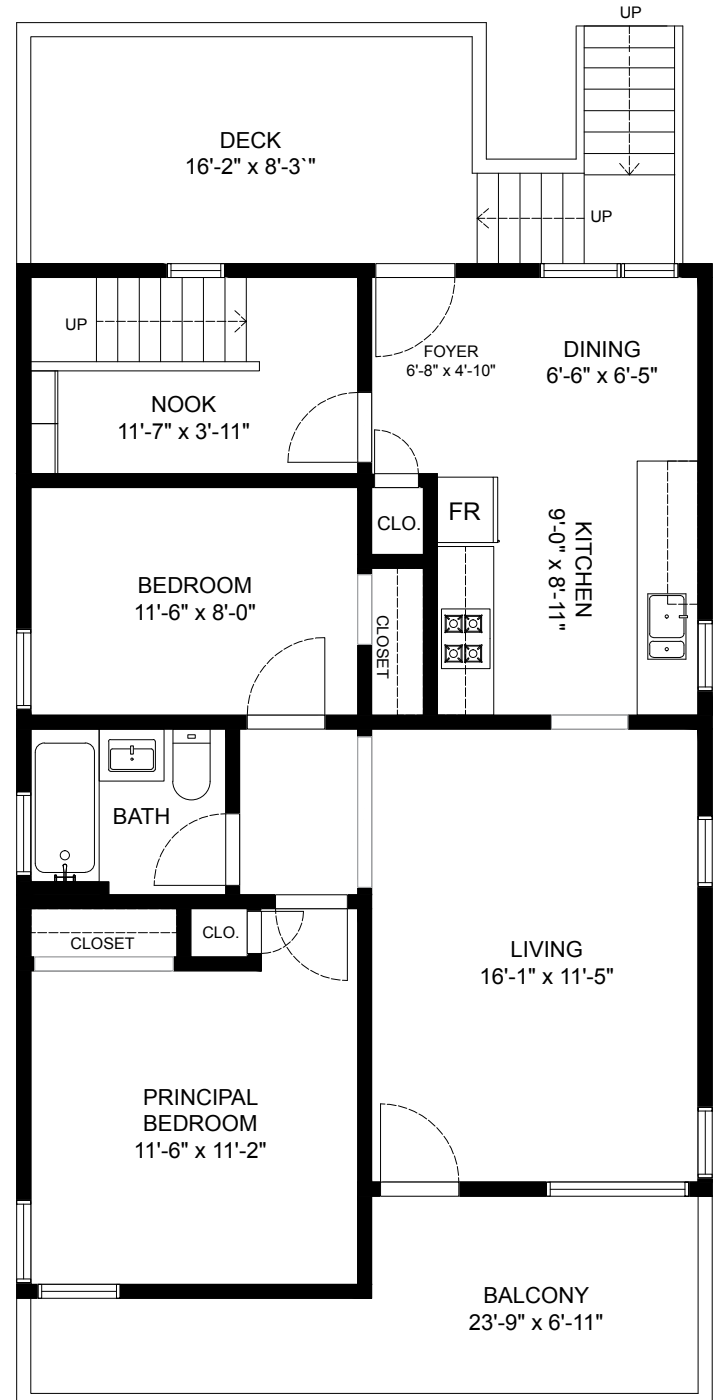 UP
DECK
16'-2" x 8'-3`"
UP
UP
FOYER
6'-8" x 4'-10"
DINING
6'-6" x 6'-5"
NOOK
11'-7" x 3'-11"
CLO.
FR
KITCHEN
9'-0" x 8'-11"
BEDROOM
11'-6" x 8'-0"
CLOSET
BATH
CLOSET
CLO.
LIVING
16'-1" x 11'-5"
PRINCIPAL
BEDROOM
11'-6" x 11'-2"
BALCONY
23'-9" x 6'-11"